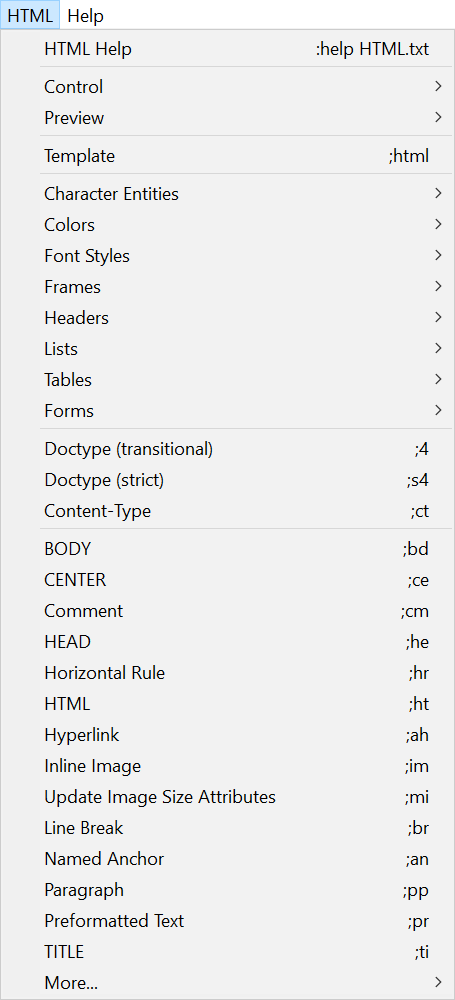 HTML Help
HTML Help :help HTML.txt
Control
Preview
Template ;html
Character Entities
Colors
Font Styles
Frames
Headers
Lists
Tables
Forms
Doctype (transitional) ;4
Doctype (strict) ;s4
Content-Type ;ct
BODY ;bd
CENTER ;ce
Comment ;cm
HEAD ;he
Horizontal Rule ;hr
HTML ;ht
Hyperlink ;ah
Inline Image ;im
Update Image Size Attributes ;mi
Line Break ;br
Named Anchor ;an
Paragraph ;pp
Preformatted Text ;pr
TITLE ;ti
More...